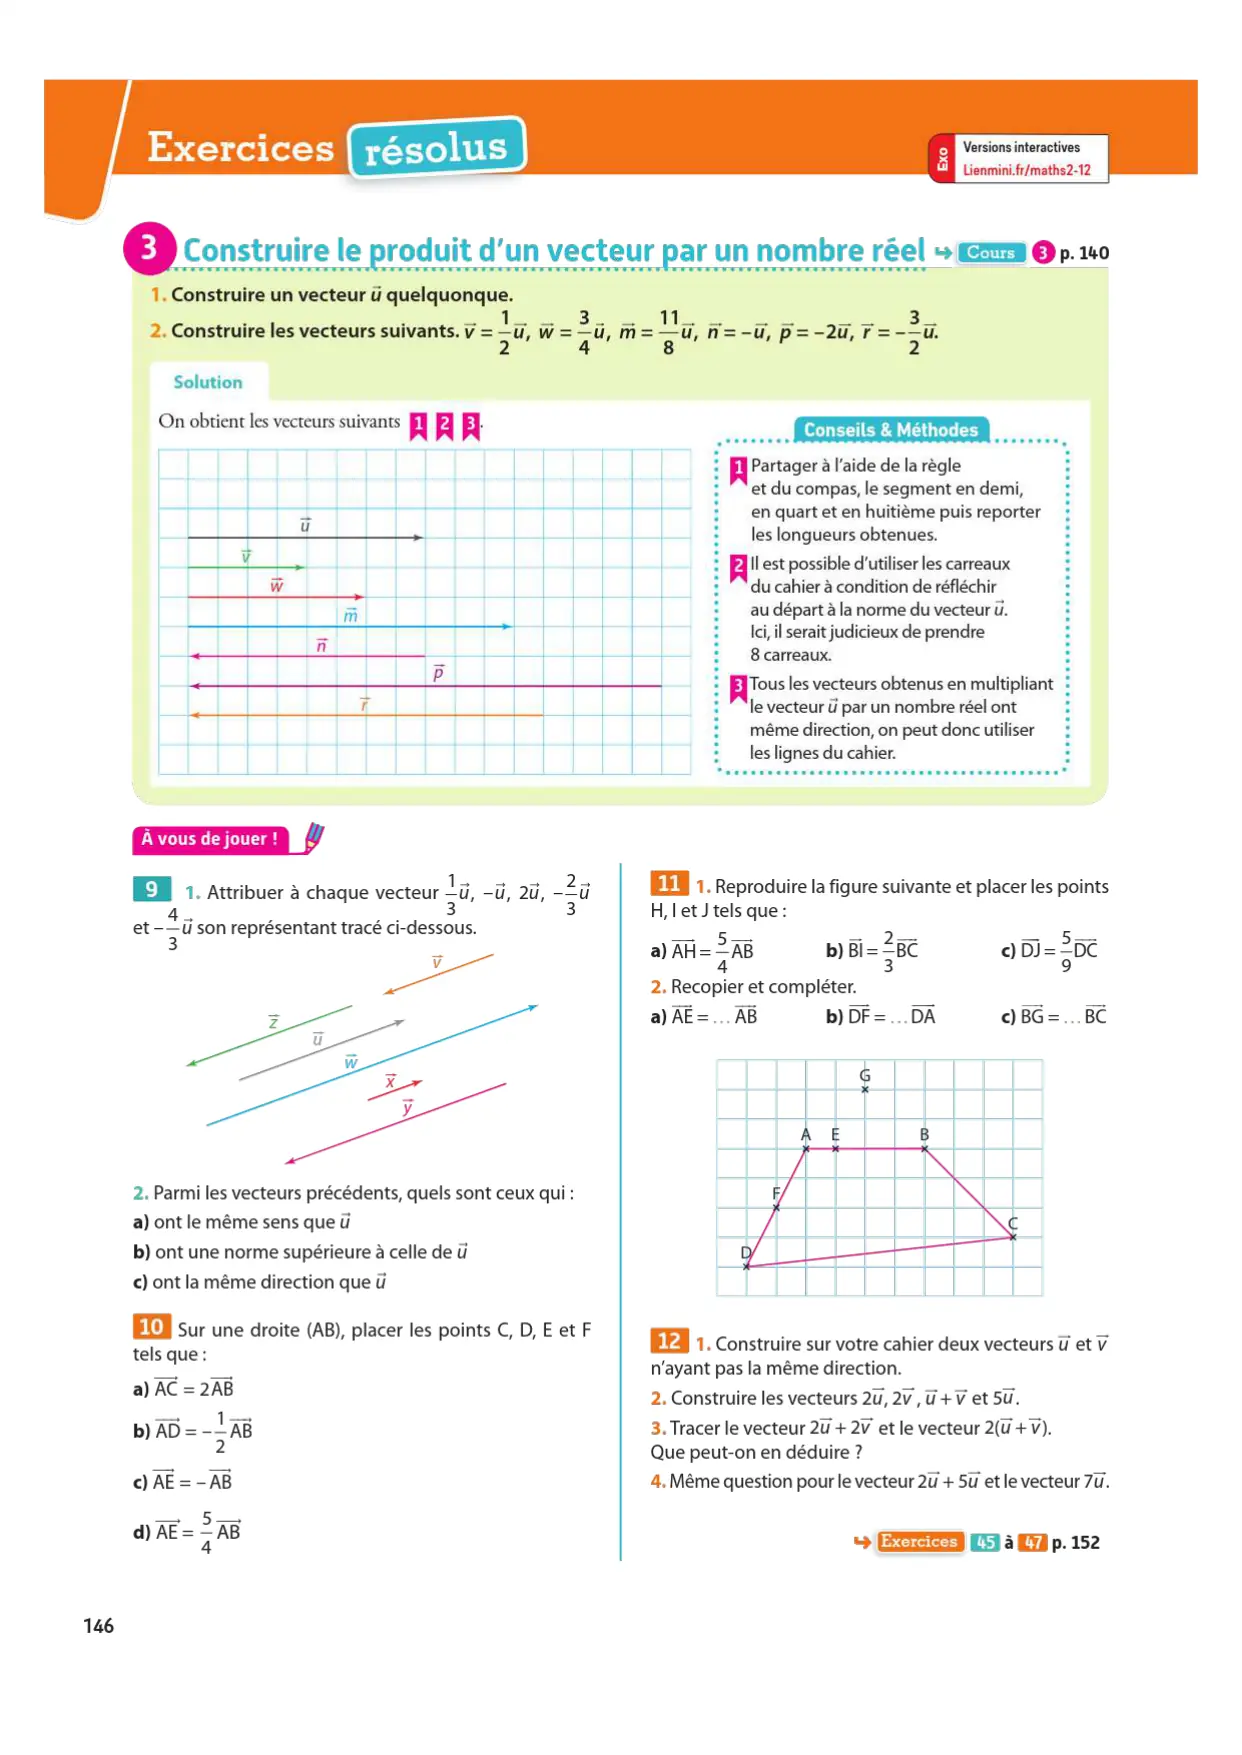 Exercices résolus
Exo
Versions interactives
Lienmini.fr/maths2-12
3 Construire le produit d'un vecteur par un nombre réel ↪ Cours 3 p. 140
1. Construire un vecteur u⃗ quelquonque.
2. Construire les vecteurs suivants. v⃗ = 1/2 u⃗, w⃗ = 3/4 u⃗, m⃗ = 11/8 u⃗, n⃗ = –u⃗, p⃗ = –2u⃗, r⃗ = –3/2 u⃗.
Solution
On obtient les vecteurs suivants 1 2 3.
u⃗
v⃗
w⃗
m⃗
n⃗
p⃗
r⃗
Conseils & Méthodes
1 Partager à l'aide de la règle
et du compas, le segment en demi,
en quart et en huitième puis reporter
les longueurs obtenues.
2 Il est possible d'utiliser les carreaux
du cahier à condition de réfléchir
au départ à la norme du vecteur u⃗.
Ici, il serait judicieux de prendre
8 carreaux.
3 Tous les vecteurs obtenus en multipliant
le vecteur u⃗ par un nombre réel ont
même direction, on peut donc utiliser
les lignes du cahier.
À vous de jouer !
9 1. Attribuer à chaque vecteur 1/3 u⃗, –u⃗, 2u⃗, –2/3 u⃗
et –4/3 u⃗ son représentant tracé ci-dessous.
v⃗
z⃗
u⃗
w⃗
x⃗
y⃗
2. Parmi les vecteurs précédents, quels sont ceux qui :
a) ont le même sens que u⃗
b) ont une norme supérieure à celle de u⃗
c) ont la même direction que u⃗
10 Sur une droite (AB), placer les points C, D, E et F
tels que :
a) AC⃗ = 2AB⃗
b) AD⃗ = –1/2 AB⃗
c) AE⃗ = – AB⃗
d) AE⃗ = 5/4 AB⃗
11 1. Reproduire la figure suivante et placer les points
H, I et J tels que :
a) AH⃗ = 5/4 AB⃗ b) BI⃗ = 2/3 BC⃗ c) DJ⃗ = 5/9 DC⃗
2. Recopier et compléter.
a) AE⃗ = … AB⃗ b) DF⃗ = … DA⃗ c) BG⃗ = … BC⃗
G
A E B
F
C
D
12 1. Construire sur votre cahier deux vecteurs u⃗ et v⃗
n'ayant pas la même direction.
2. Construire les vecteurs 2u⃗, 2v⃗ , u⃗ + v⃗ et 5u⃗.
3. Tracer le vecteur 2u⃗ + 2v⃗ et le vecteur 2(u⃗ + v⃗).
Que peut-on en déduire ?
4. Même question pour le vecteur 2u⃗ + 5u⃗ et le vecteur 7u⃗.
↪ Exercices 45 à 47 p. 152
146